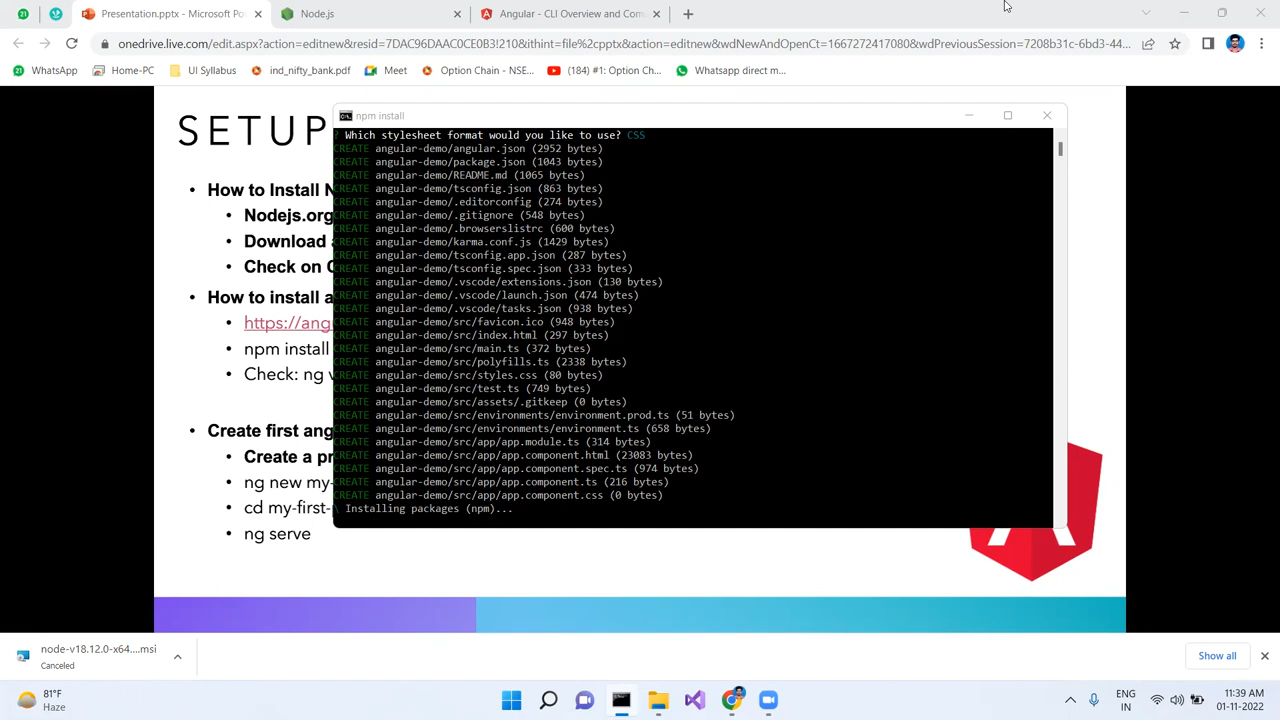 Presentation.pptx - Microsoft Po
Node.js
Angular - CLI Overview and Com
onedrive.live.com/edit.aspx?action=editnew&resid=7DAC96DAAC0CE0B3!2108&ithint=file%2cpptx&action=editnew&wdNewAndOpenCt=1667272417080&wdPreviousSession=7208b31c-6bd3-44...
WhatsApp
Home-PC
UI Syllabus
ind_nifty_bank.pdf
Meet
Option Chain - NSE...
(184) #1: Option Ch...
Whatsapp direct m...
SETUP
• How to Install N
• Nodejs.org
• Download
• Check on C
• How to install a
• https://ang
• npm install
• Check: ng v
• Create first ang
• Create a pr
• ng new my-
• cd my-first-
• ng serve
npm install
? Which stylesheet format would you like to use? CSS
CREATE angular-demo/angular.json (2952 bytes)
CREATE angular-demo/package.json (1043 bytes)
CREATE angular-demo/README.md (1065 bytes)
CREATE angular-demo/tsconfig.json (863 bytes)
CREATE angular-demo/.editorconfig (274 bytes)
CREATE angular-demo/.gitignore (548 bytes)
CREATE angular-demo/.browserslistrc (600 bytes)
CREATE angular-demo/karma.conf.js (1429 bytes)
CREATE angular-demo/tsconfig.app.json (287 bytes)
CREATE angular-demo/tsconfig.spec.json (333 bytes)
CREATE angular-demo/.vscode/extensions.json (130 bytes)
CREATE angular-demo/.vscode/launch.json (474 bytes)
CREATE angular-demo/.vscode/tasks.json (938 bytes)
CREATE angular-demo/src/favicon.ico (948 bytes)
CREATE angular-demo/src/index.html (297 bytes)
CREATE angular-demo/src/main.ts (372 bytes)
CREATE angular-demo/src/polyfills.ts (2338 bytes)
CREATE angular-demo/src/styles.css (80 bytes)
CREATE angular-demo/src/test.ts (749 bytes)
CREATE angular-demo/src/assets/.gitkeep (0 bytes)
CREATE angular-demo/src/environments/environment.prod.ts (51 bytes)
CREATE angular-demo/src/environments/environment.ts (658 bytes)
CREATE angular-demo/src/app/app.module.ts (314 bytes)
CREATE angular-demo/src/app/app.component.html (23083 bytes)
CREATE angular-demo/src/app/app.component.spec.ts (974 bytes)
CREATE angular-demo/src/app/app.component.ts (216 bytes)
CREATE angular-demo/src/app/app.component.css (0 bytes)
\ Installing packages (npm)...
node-v18.12.0-x64....msi
Canceled
Show all
81°F
Haze
ENG
IN
11:39 AM
01-11-2022